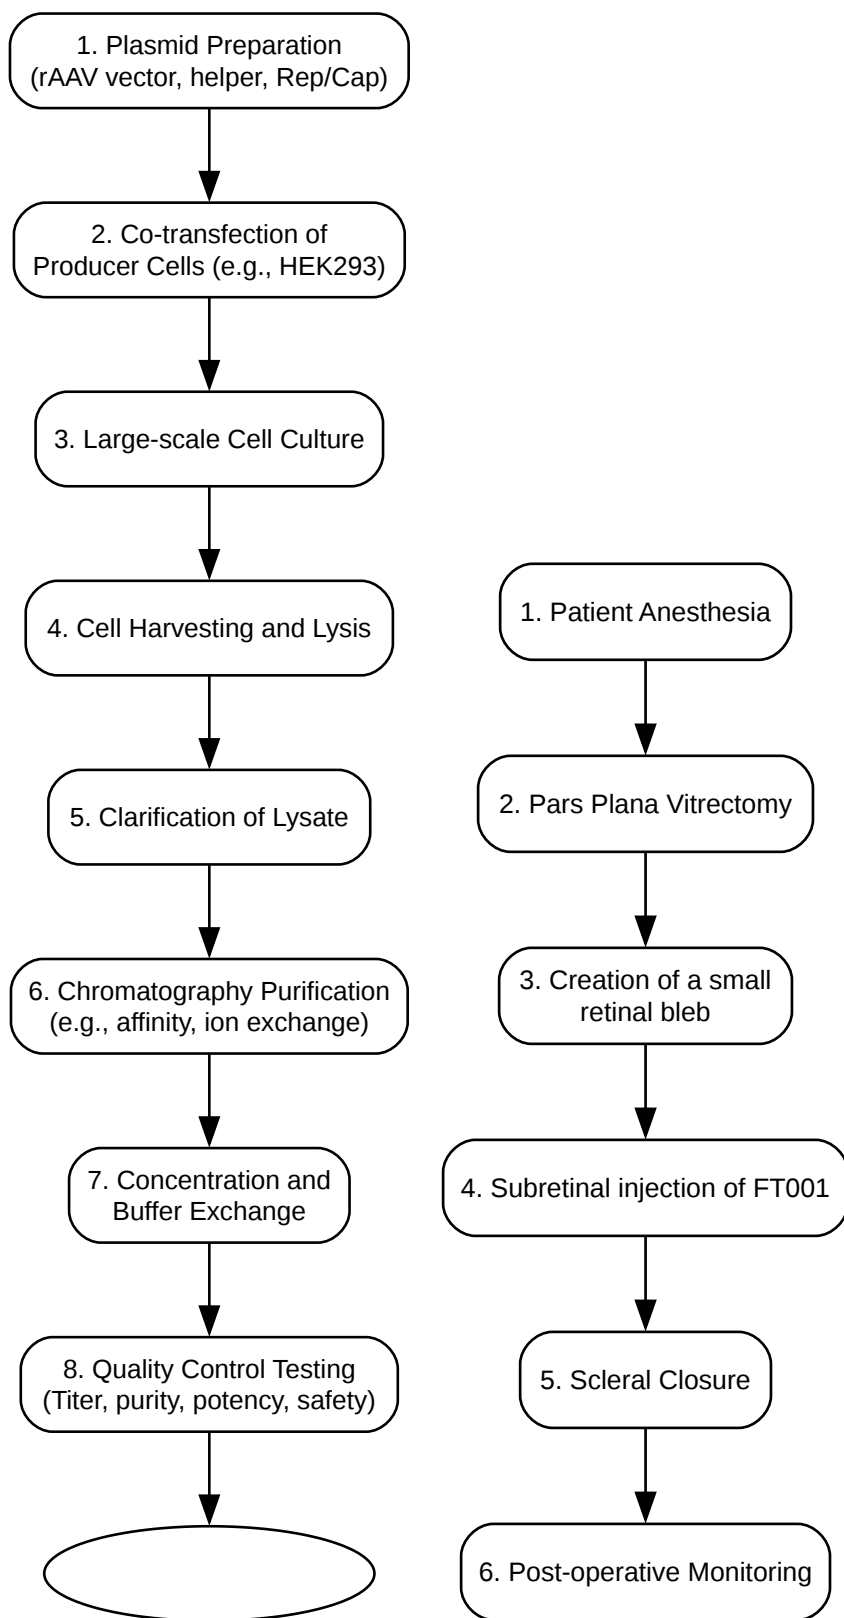 1. Plasmid Preparation
(rAAV vector, helper, Rep/Cap)
2. Co-transfection of
Producer Cells (e.g., HEK293)
3. Large-scale Cell Culture
4. Cell Harvesting and Lysis
5. Clarification of Lysate
6. Chromatography Purification
(e.g., affinity, ion exchange)
7. Concentration and
Buffer Exchange
8. Quality Control Testing
(Titer, purity, potency, safety)
1. Patient Anesthesia
2. Pars Plana Vitrectomy
3. Creation of a small
retinal bleb
4. Subretinal injection of FT001
5. Scleral Closure
6. Post-operative Monitoring